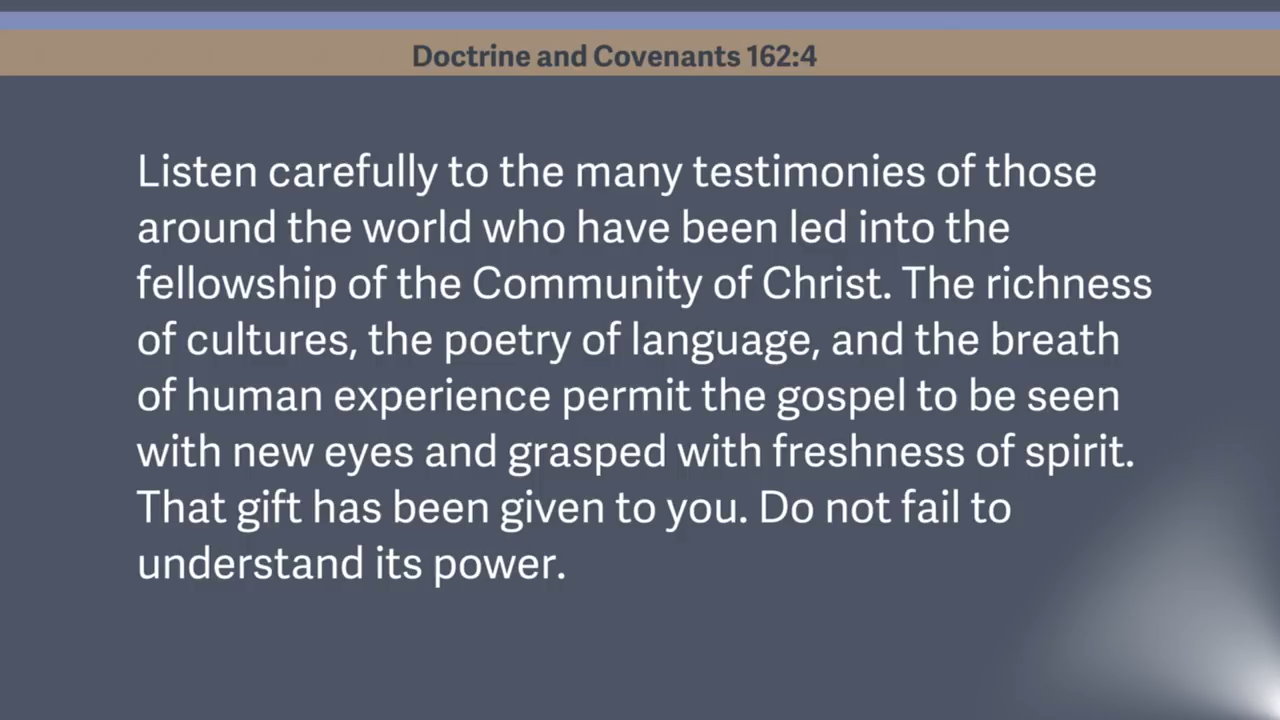 Doctrine and Covenants 162:4
Listen carefully to the many testimonies of those
around the world who have been led into the
fellowship of the Community of Christ. The richness
of cultures, the poetry of language, and the breath
of human experience permit the gospel to be seen
with new eyes and grasped with freshness of spirit.
That gift has been given to you. Do not fail to
understand its power.